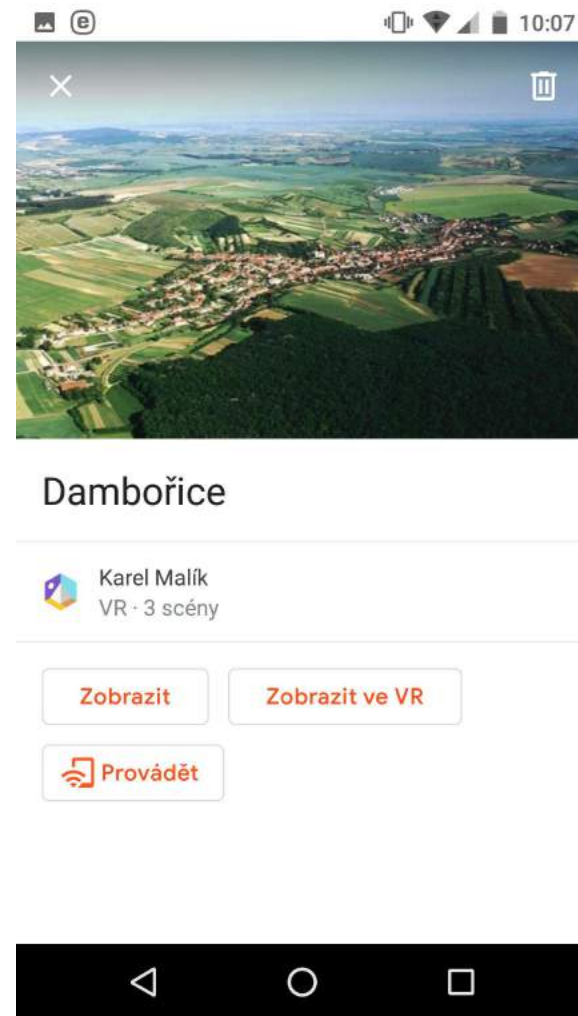 e 10:07
Dambořice
Karel Malík
VR · 3 scény
Zobrazit Zobrazit ve VR
Provádět